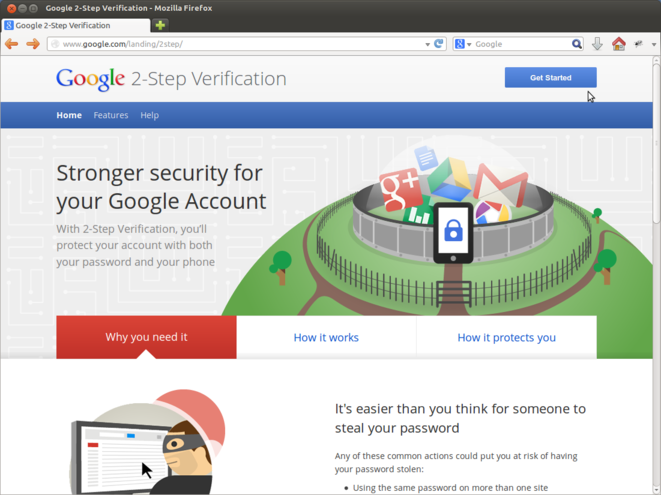 Google 2-Step Verification - Mozilla Firefox
Google 2-Step Verification
www.google.com/landing/2step/
Google
Google 2-Step Verification
Get Started
Home Features Help
Stronger security for
your Google Account
With 2-Step Verification, you'll
protect your account with both
your password and your phone
Why you need it
How it works
How it protects you
It's easier than you think for someone to
steal your password
Any of these common actions could put you at risk of having
your password stolen:
• Using the same password on more than one site